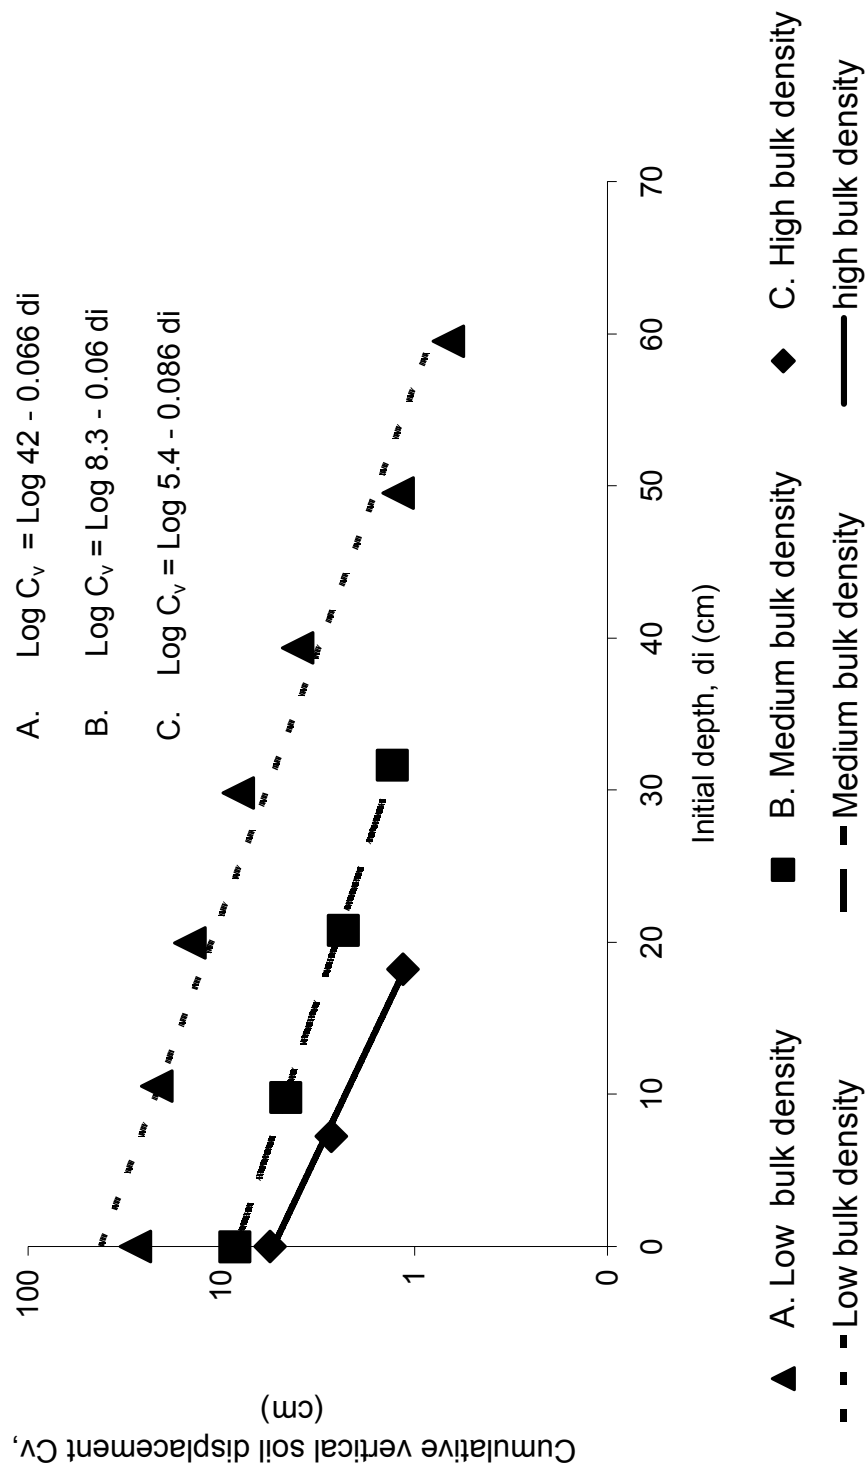 A. Log Cv = Log 42 - 0.066 di
B. Log Cv = Log 8.3 - 0.06 di
C. Log Cv = Log 5.4 - 0.086 di
Cumulative vertical soil displacement Cv,
(cm)
100
10
1
0
0 10 20 30 40 50 60 70
Initial depth, di (cm)
A. Low bulk density B. Medium bulk density C. High bulk density
Low bulk density Medium bulk density high bulk density